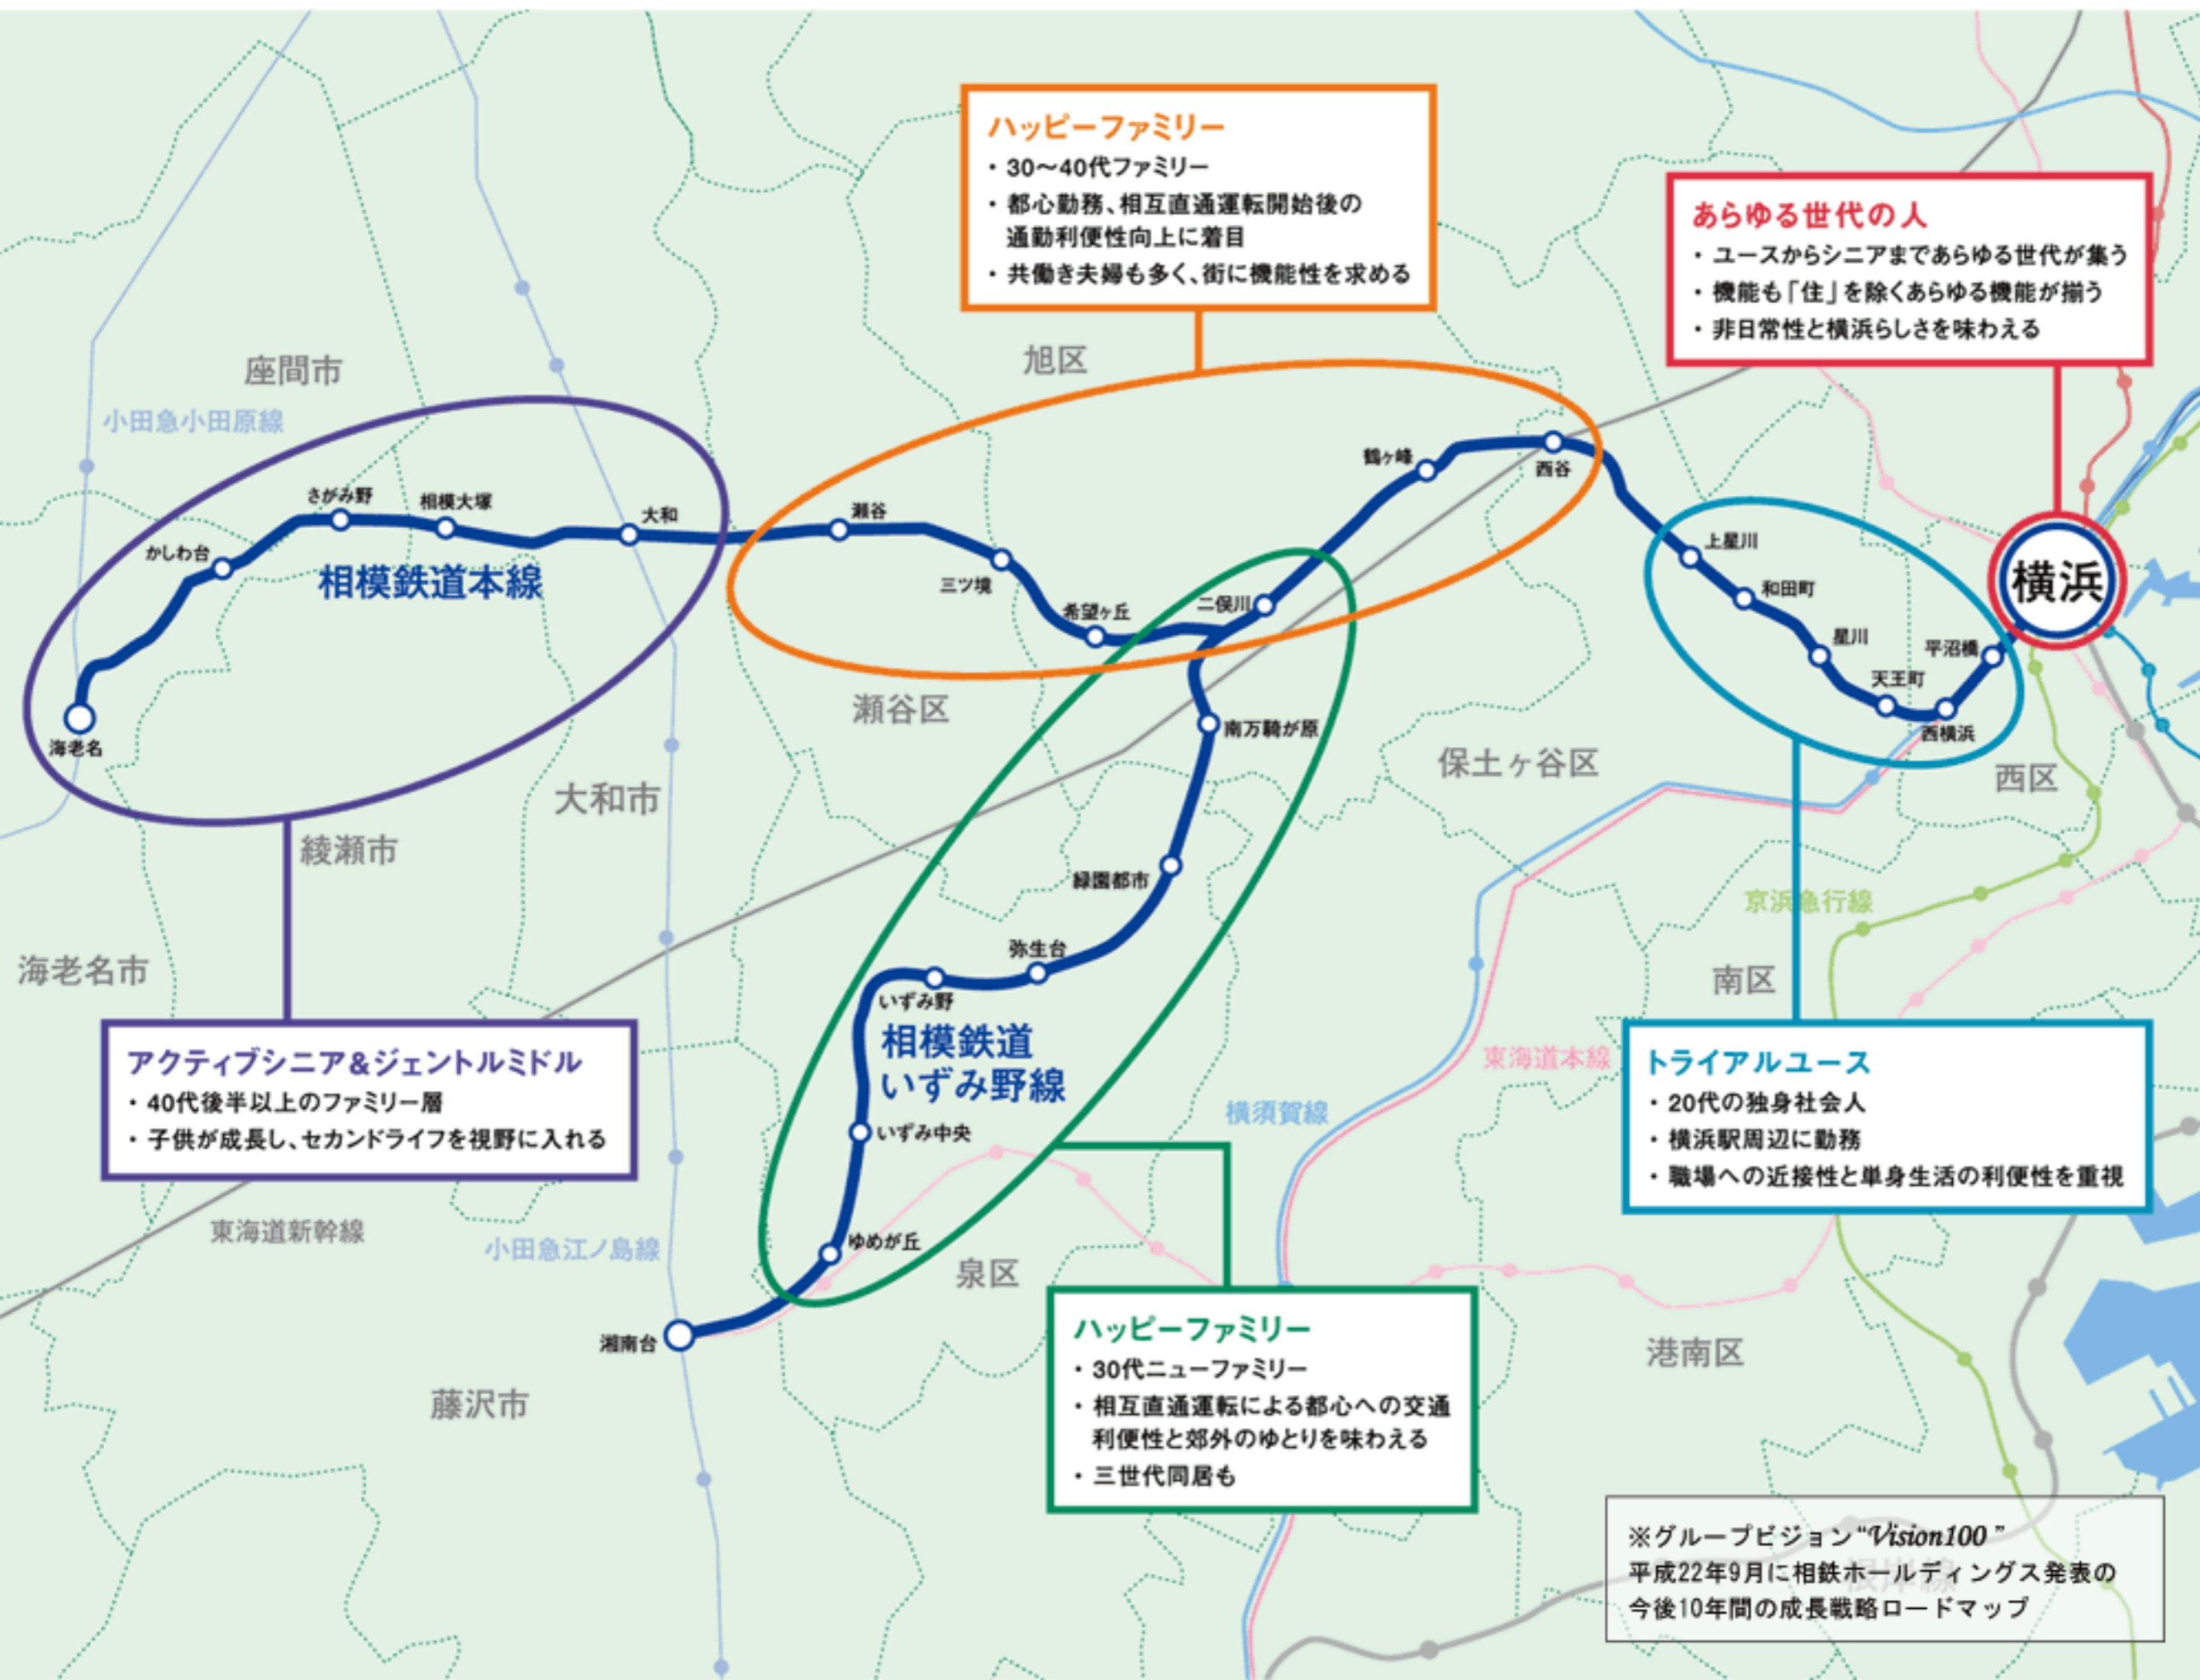 ハッピーファミリー
・30〜40代ファミリー
・都心勤務、相互直通運転開始後の
通勤利便性向上に着目
・共働き夫婦も多く、街に機能性を求める
あらゆる世代の人
・ユースからシニアまであらゆる世代が集う
・機能も「住」を除くあらゆる機能が揃う
・非日常性と横浜らしさを味わえる
座間市
旭区
小田急小田原線
鶴ヶ峰
西谷
さがみ野
相模大塚
大和
瀬谷
上星川
かしわ台
相模鉄道本線
三ツ境
希望ヶ丘
二俣川
和田町
横浜
星川
平沼橋
天王町
西横浜
海老名
瀬谷区
南万騎が原
保土ヶ谷区
西区
大和市
綾瀬市
緑園都市
京浜急行線
海老名市
弥生台
南区
いずみ野
相模鉄道
いずみ野線
東海道本線
アクティブシニア&ジェントルミドル
・40代後半以上のファミリー層
・子供が成長し、セカンドライフを視野に入れる
トライアルユース
・20代の独身社会人
・横浜駅周辺に勤務
・職場への近接性と単身生活の利便性を重視
横須賀線
いずみ中央
東海道新幹線
小田急江ノ島線
ゆめが丘
泉区
湘南台
ハッピーファミリー
・30代ニューファミリー
・相互直通運転による都心への交通
利便性と郊外のゆとりを味わえる
・三世代同居も
港南区
藤沢市
※グループビジョン“Vision100”
平成22年9月に相鉄ホールディングス発表の
今後10年間の成長戦略ロードマップ
根岸線